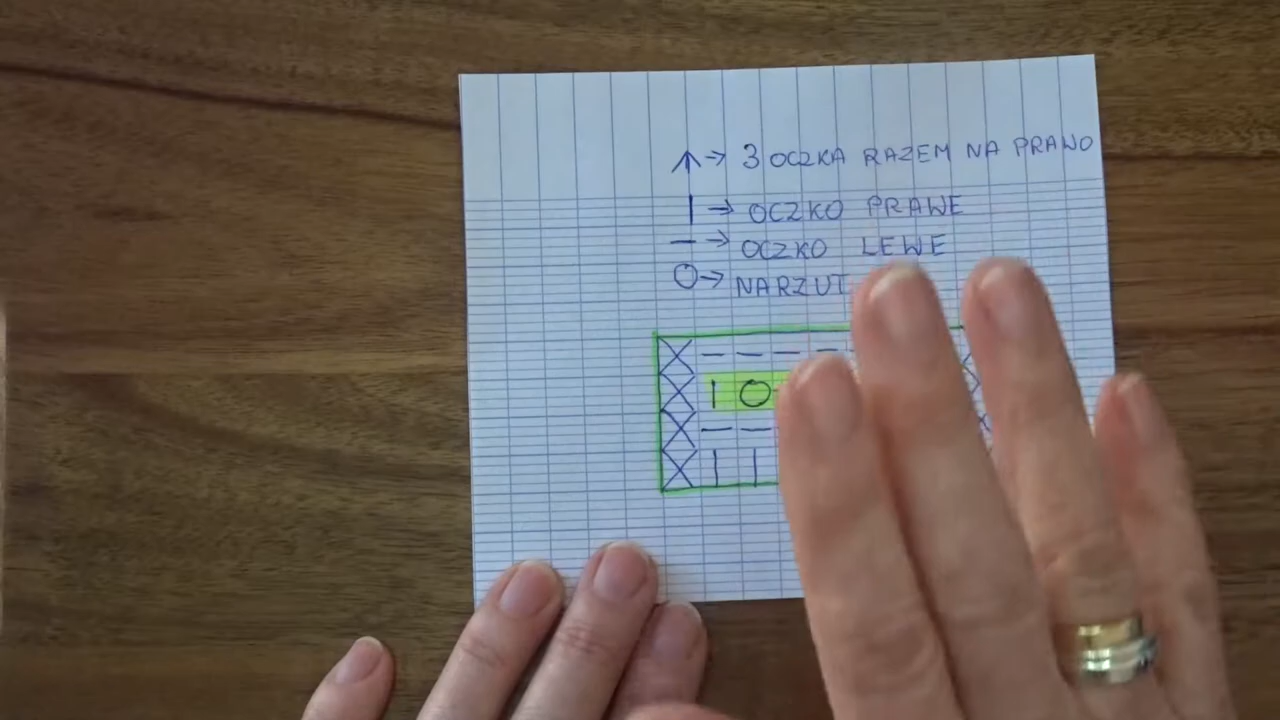 ↑ → 3 OCZKA RAZEM NA PRAWO
| → OCZKO PRAWE
— → OCZKO LEWE
O → NARZUT
X — — — —
X | O
X — —
X | |